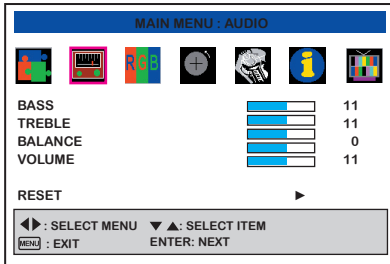 MAIN MENU : AUDIO
RGB
BASS 11
TREBLE 11
BALANCE 0
VOLUME 11
RESET ►
◀▶ : SELECT MENU ▼ ▲: SELECT ITEM
MENU : EXIT ENTER: NEXT